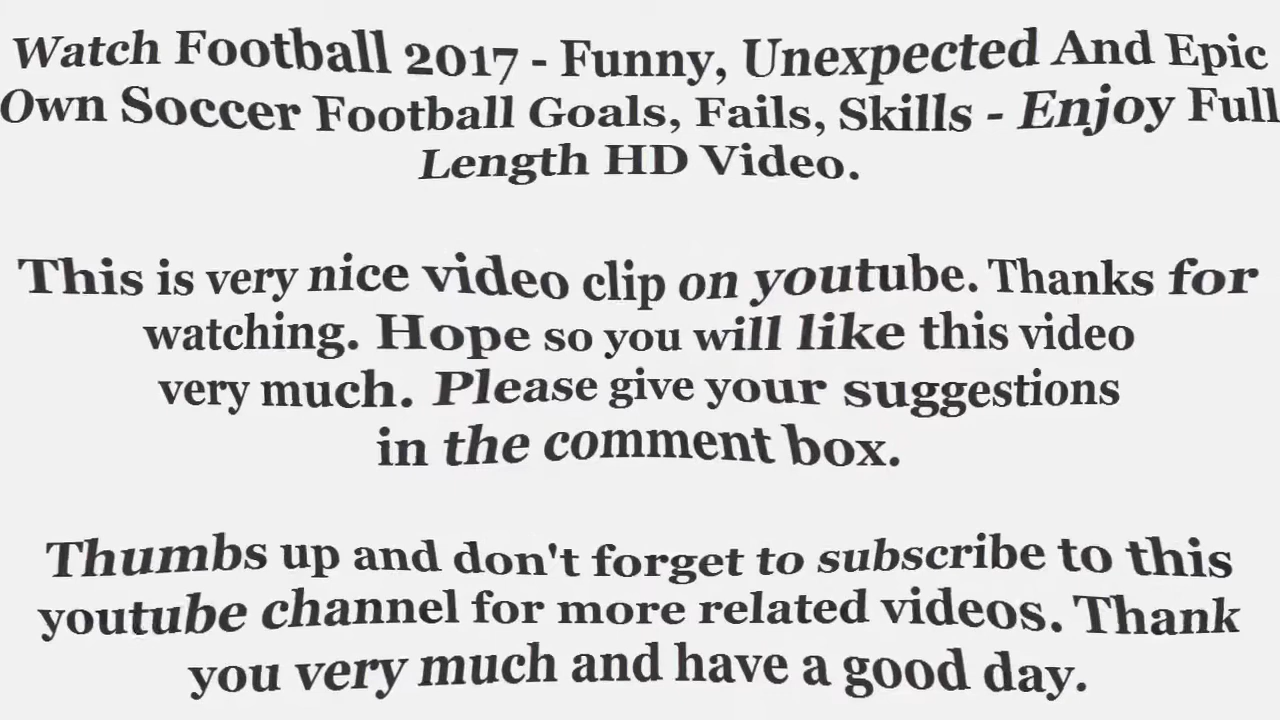 Watch Football 2017 - Funny, Unexpected And Epic
Own Soccer Football Goals, Fails, Skills - Enjoy Full
Length HD Video.
This is very nice video clip on youtube. Thanks for
watching. Hope so you will like this video
very much. Please give your suggestions
in the comment box.
Thumbs up and don't forget to subscribe to this
youtube channel for more related videos. Thank
you very much and have a good day.